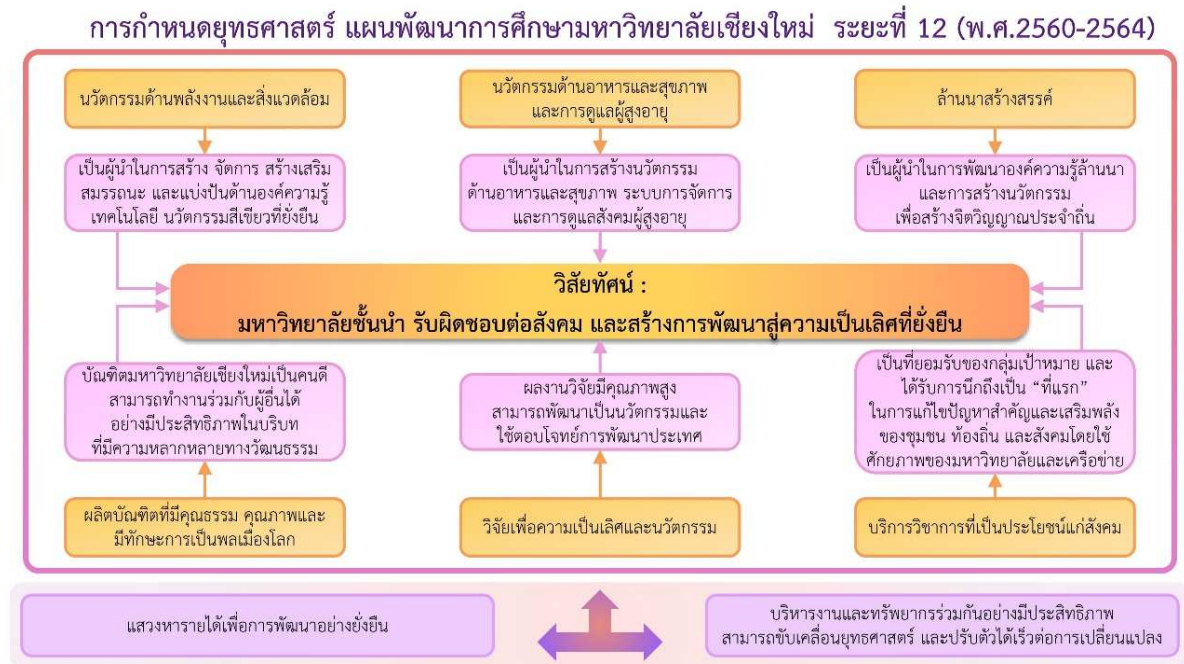 การกำหนดยุทธศาสตร์ แผนพัฒนาการศึกษามหาวิทยาลัยเชียงใหม่ ระยะที่ 12 (พ.ศ.2560-2564)
นวัตกรรมด้านพลังงานและสิ่งแวดล้อม
นวัตกรรมด้านอาหารและสุขภาพ
และการดูแลผู้สูงอายุ
ล้านนาสร้างสรรค์
เป็นผู้นำในการสร้าง จัดการ สร้างเสริม
สมรรถนะ และแบ่งปันด้านองค์ความรู้
เทคโนโลยี นวัตกรรมสีเขียวที่ยั่งยืน
เป็นผู้นำในการสร้างนวัตกรรม
ด้านอาหารและสุขภาพ ระบบการจัดการ
และการดูแลสังคมผู้สูงอายุ
เป็นผู้นำในการพัฒนาองค์ความรู้ล้านนา
และการสร้างนวัตกรรม
เพื่อสร้างจิตวิญญาณประจำถิ่น
วิสัยทัศน์ :
มหาวิทยาลัยชั้นนำ รับผิดชอบต่อสังคม และสร้างการพัฒนาสู่ความเป็นเลิศที่ยั่งยืน
บัณฑิตมหาวิทยาลัยเชียงใหม่เป็นคนดี
สามารถทำงานร่วมกับผู้อื่นได้
อย่างมีประสิทธิภาพในบริบท
ที่มีความหลากหลายทางวัฒนธรรม
ผลงานวิจัยมีคุณภาพสูง
สามารถพัฒนาเป็นนวัตกรรมและ
ใช้ตอบโจทย์การพัฒนาประเทศ
เป็นที่ยอมรับของกลุ่มเป้าหมาย และ
ได้รับการนึกถึงเป็น “ที่แรก”
ในการแก้ไขปัญหาสำคัญและเสริมพลัง
ของชุมชน ท้องถิ่น และสังคมโดยใช้
ศักยภาพของมหาวิทยาลัยและเครือข่าย
ผลิตบัณฑิตที่มีคุณธรรม คุณภาพและ
มีทักษะการเป็นพลเมืองโลก
วิจัยเพื่อความเป็นเลิศและนวัตกรรม
บริการวิชาการที่เป็นประโยชน์แก่สังคม
แสวงหารายได้เพื่อการพัฒนาอย่างยั่งยืน
บริหารงานและทรัพยากรร่วมกันอย่างมีประสิทธิภาพ
สามารถขับเคลื่อนยุทธศาสตร์ และปรับตัวได้เร็วต่อการเปลี่ยนแปลง